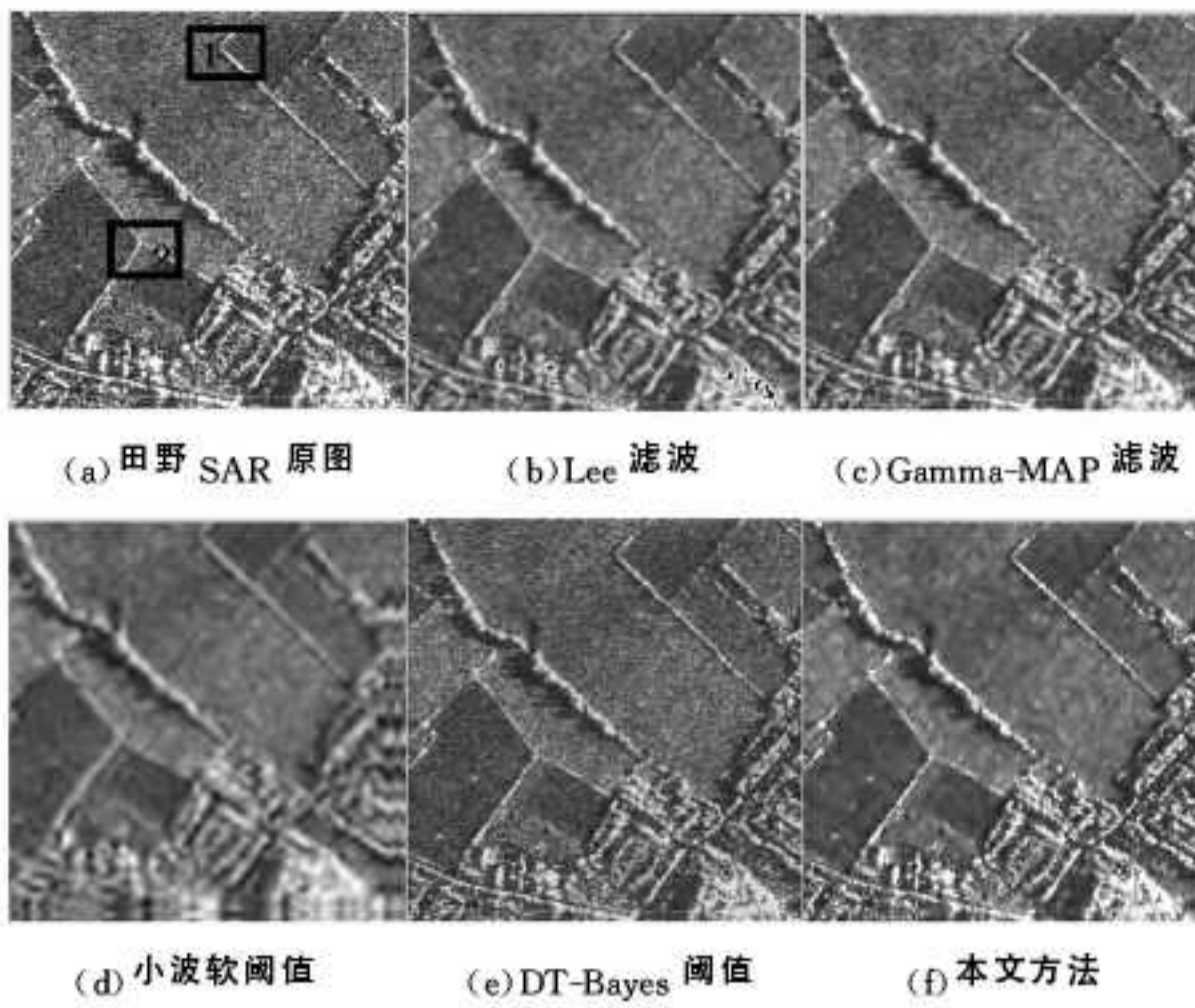 1
2
(a) 田野 SAR 原图
(b) Lee 滤波
(c) Gamma-MAP 滤波
(d) 小波软阈值
(e) DT-Bayes 阈值
(f) 本文方法